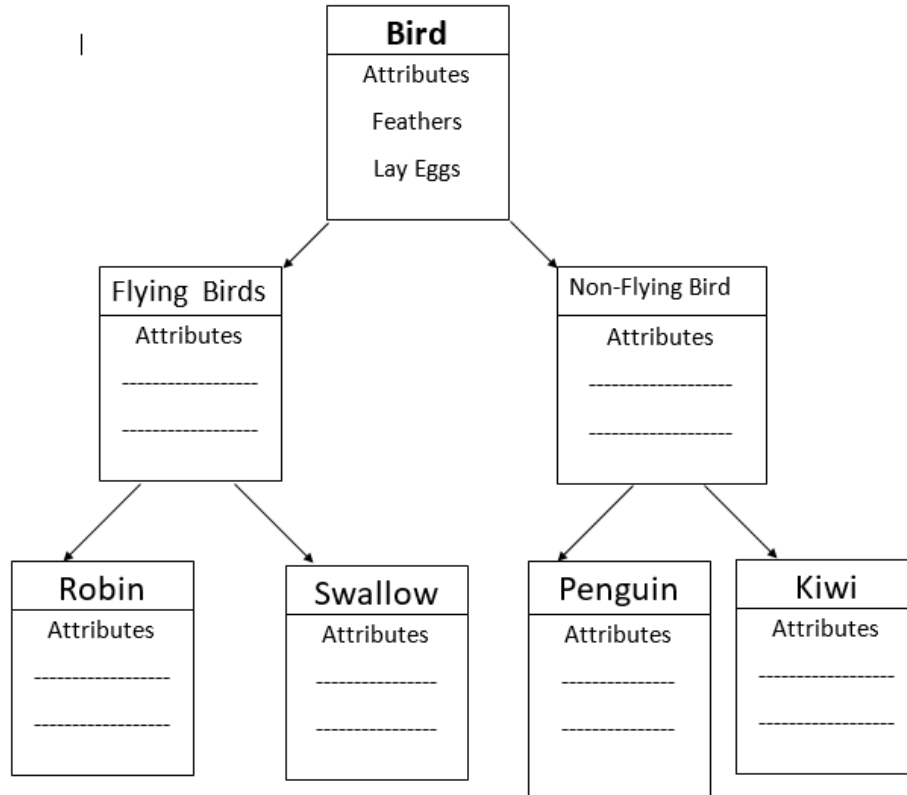 Bird
Attributes
Feathers
Lay Eggs
Flying Birds
Attributes
------------------
------------------
Non-Flying Bird
Attributes
-------------------
-------------------
Robin
Attributes
------------------
------------------
Swallow
Attributes
----------------
----------------
Penguin
Attributes
---------------
---------------
Kiwi
Attributes
------------------
------------------